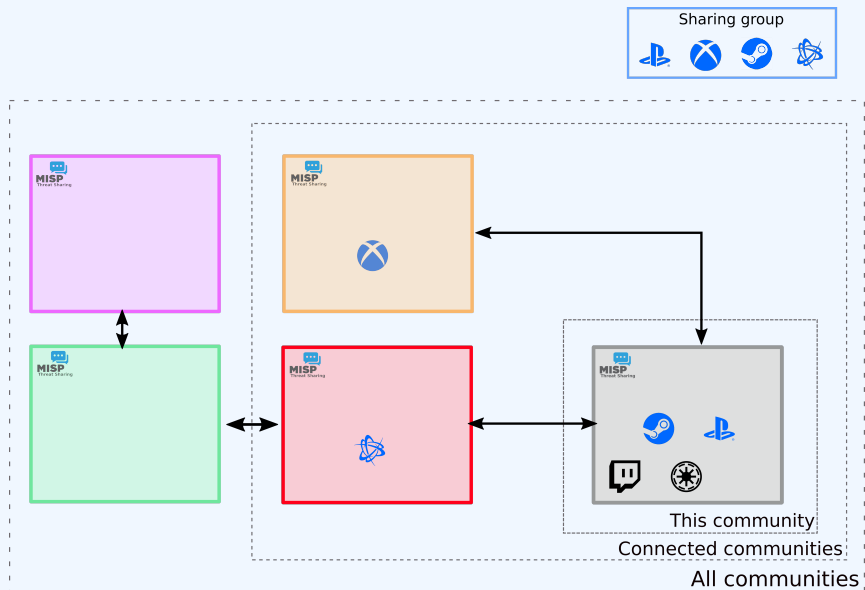 Sharing group
MISP
Threat Sharing
MISP
Threat Sharing
MISP
Threat Sharing
MISP
Threat Sharing
MISP
Threat Sharing
This community
Connected communities
All communities